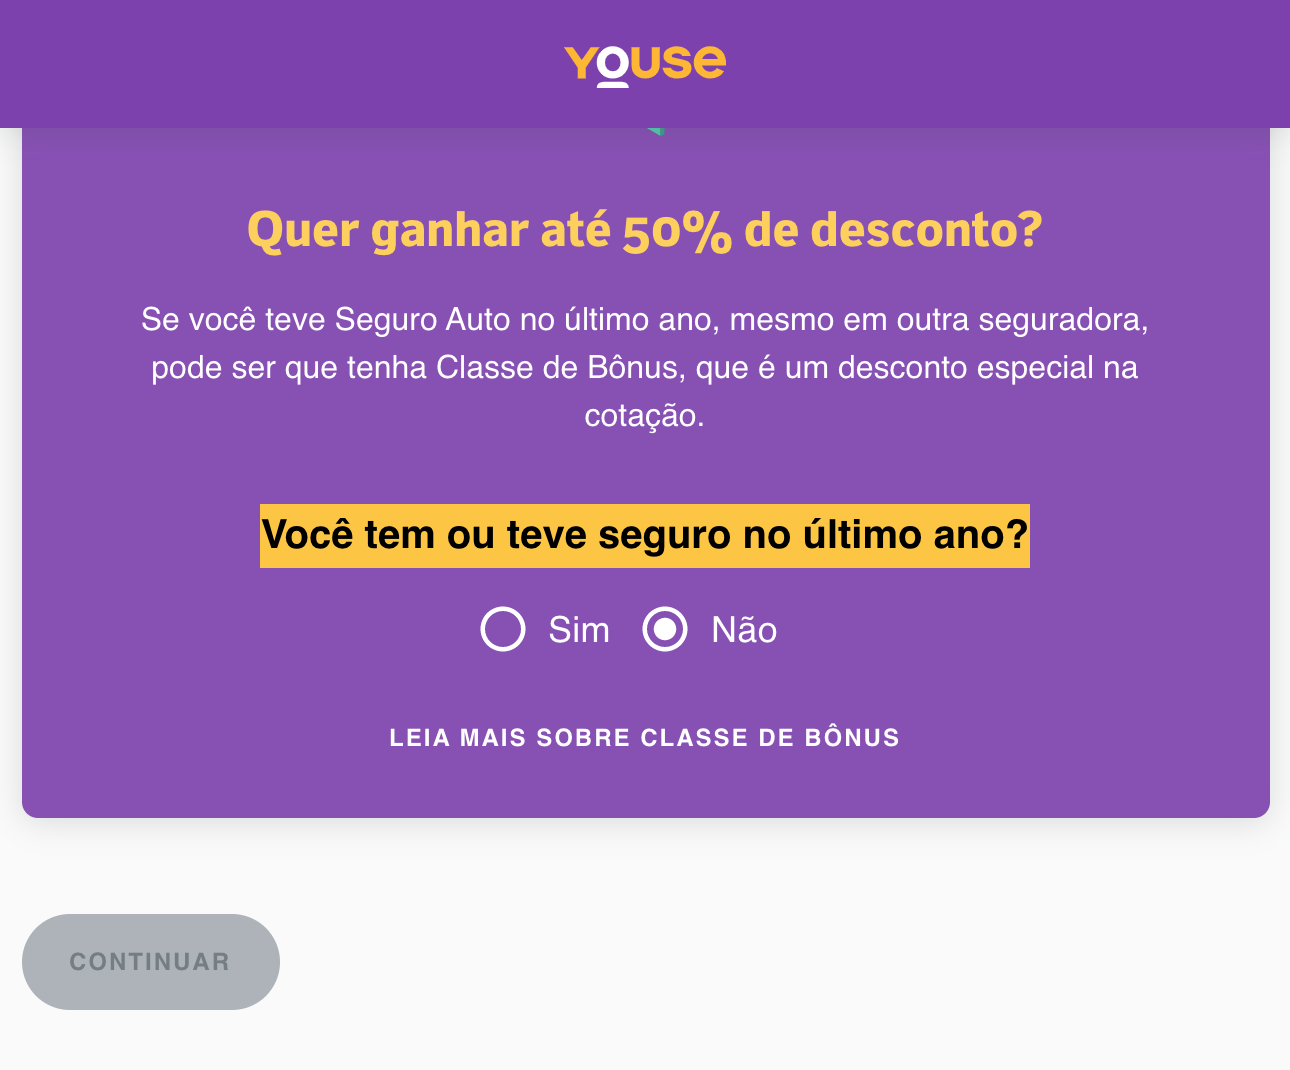 Youse
Quer ganhar até 50% de desconto?
Se você teve Seguro Auto no último ano, mesmo em outra seguradora,
pode ser que tenha Classe de Bônus, que é um desconto especial na
cotação.
Você tem ou teve seguro no último ano?
Sim Não
LEIA MAIS SOBRE CLASSE DE BÔNUS
CONTINUAR